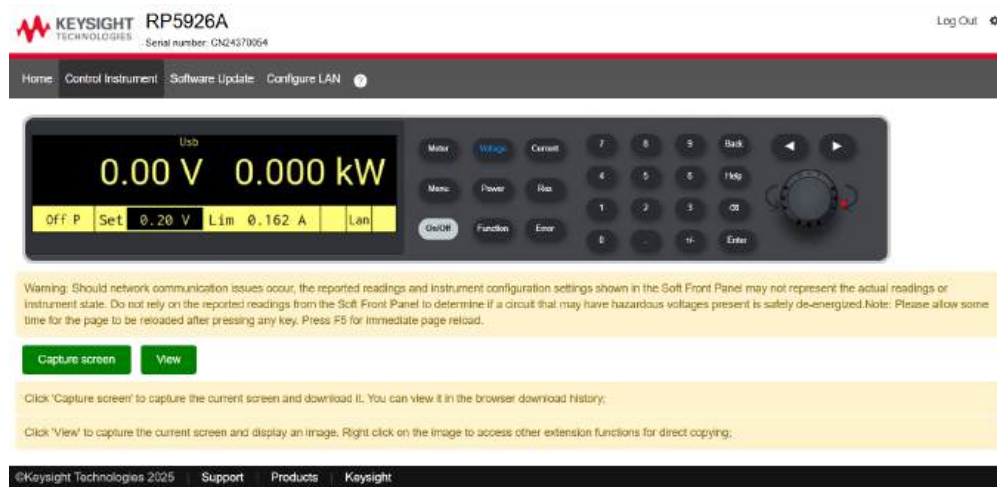 KEYSIGHT TECHNOLOGIES RP5926A
Serial number: CN24370054
Log Out
Home Control Instrument Software Update Configure LAN ?
Usb
0.00 V 0.000 kW
Off P Set 0.20 V Lim 0.162 A Lan
Meter Voltage Current 7 8 9 Back
Menu Power Res 4 5 6 Help
1 2 3
On/Off Function Error 0 . +/- Enter
Warning: Should network communication issues occur, the reported readings and instrument configuration settings shown in the Soft Front Panel may not represent the actual readings or
instrument state. Do not rely on the reported readings from the Soft Front Panel to determine if a circuit that may have hazardous voltages present is safely de-energized.Note: Please allow some
time for the page to be reloaded after pressing any key. Press F5 for immediate page reload.
Capture screen View
Click 'Capture screen' to capture the current screen and download it. You can view it in the browser download history;
Click 'View' to capture the current screen and display an image. Right click on the image to access other extension functions for direct copying;
©Keysight Technologies 2025 Support Products Keysight